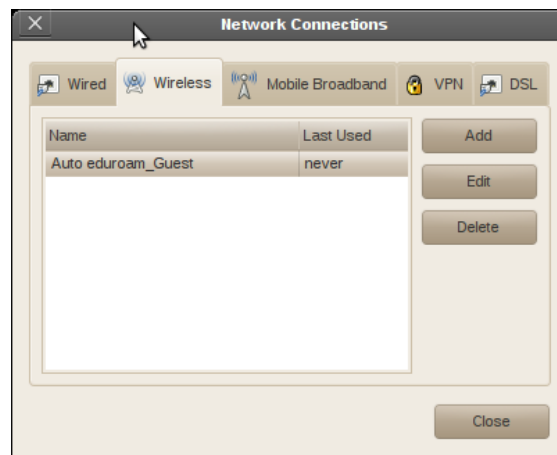 Network Connections
Wired Wireless Mobile Broadband VPN DSL
Name Last Used
Auto eduroam_Guest never
Add
Edit
Delete
Close